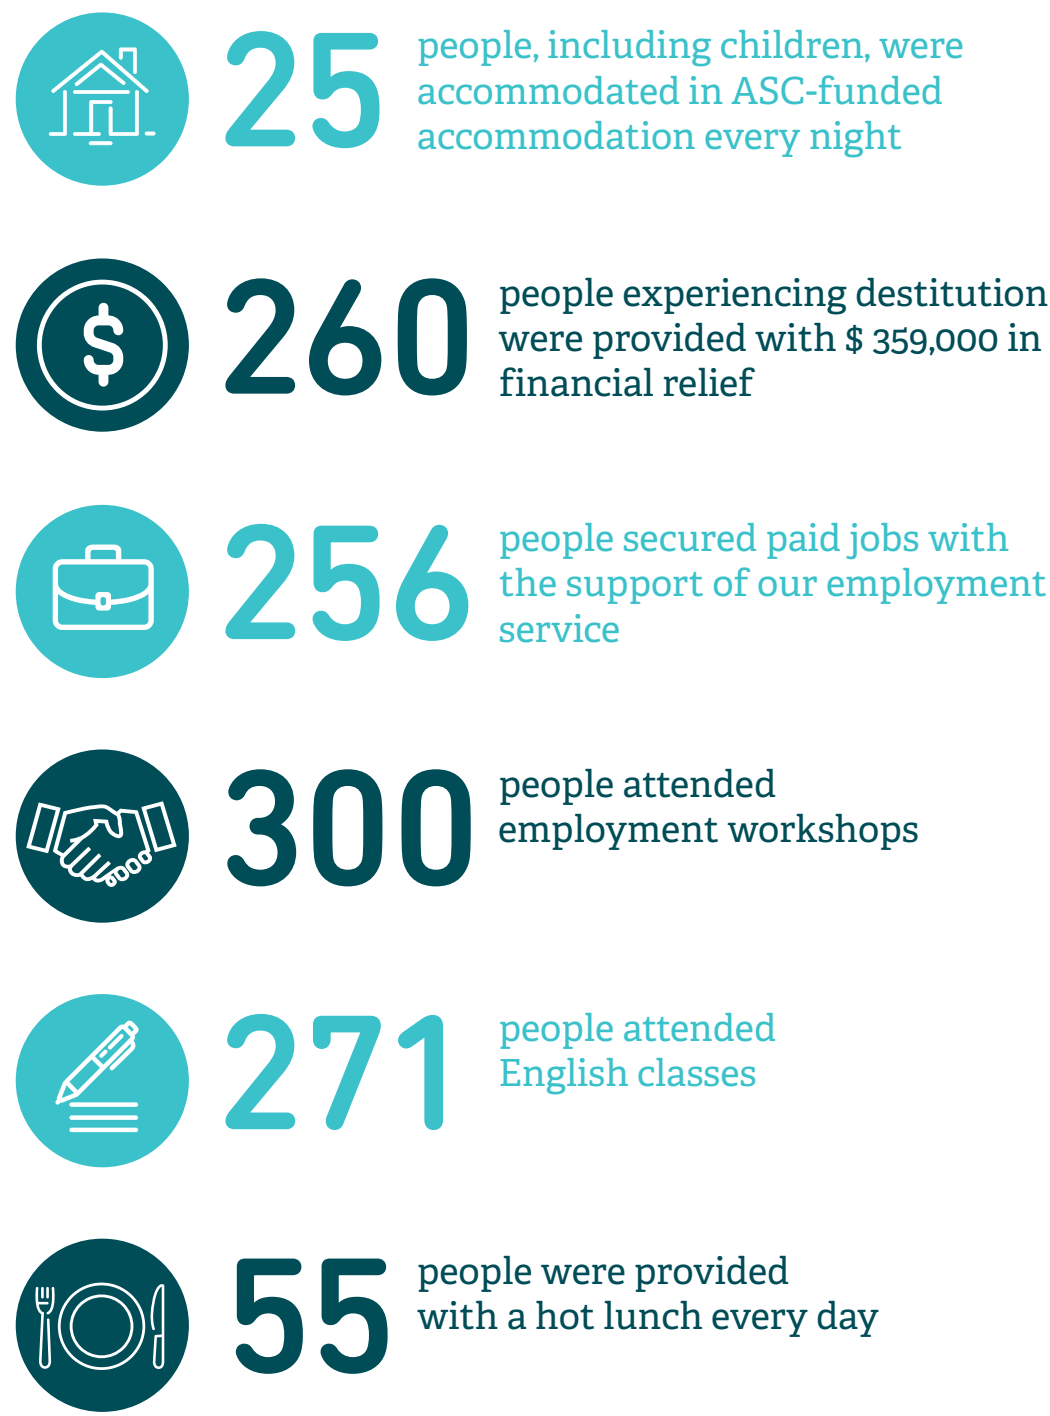 25
people, including children, were
accommodated in ASC-funded
accommodation every night
$
260
people experiencing destitution
were provided with $ 359,000 in
financial relief
256
people secured paid jobs with
the support of our employment
service
300
people attended
employment workshops
271
people attended
English classes
55
people were provided
with a hot lunch every day